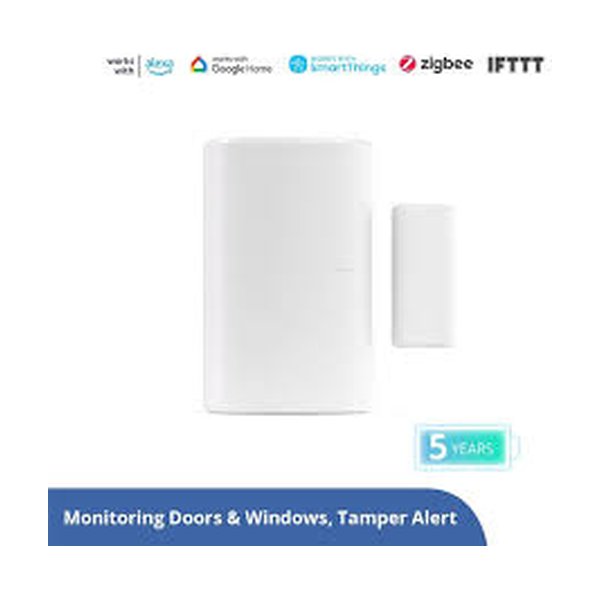 works with alexa
works with Google Home
SmartThings
zigbee
IFTTT
5 YEARS
Monitoring Doors & Windows, Tamper Alert